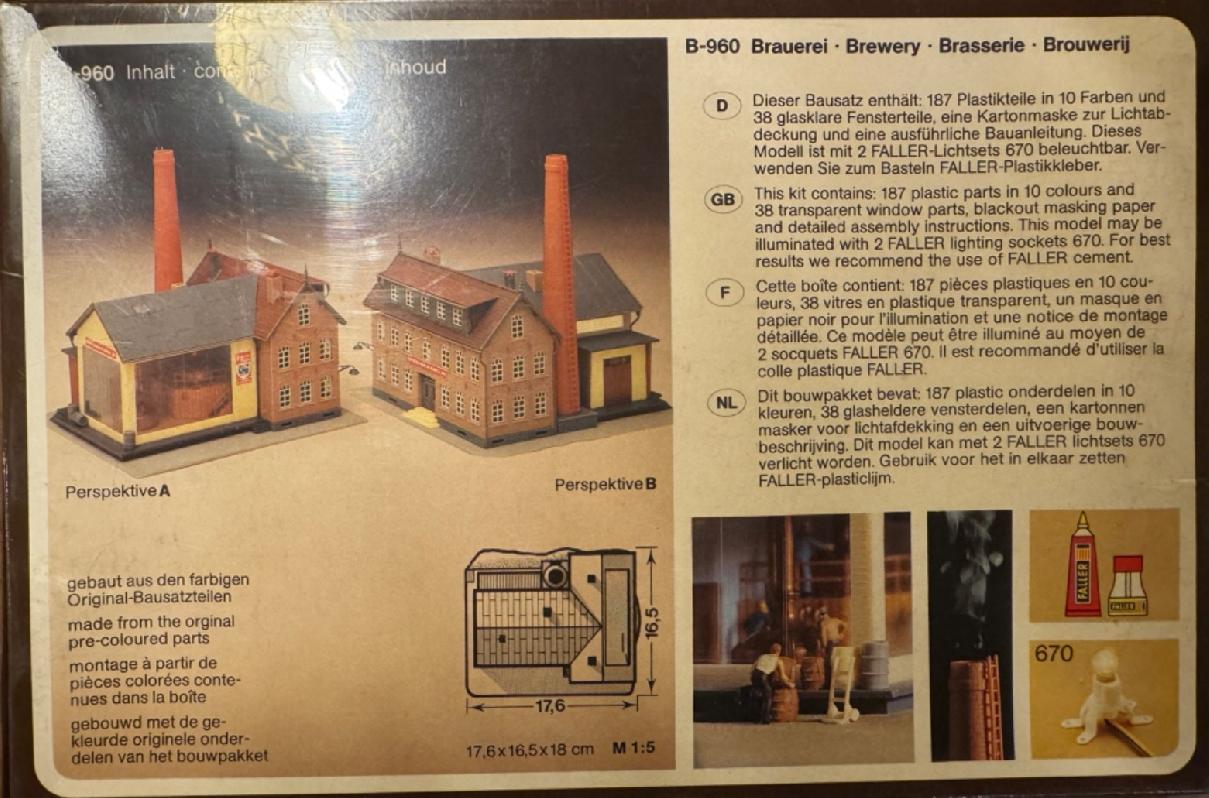 -960 Inhalt · con inhoud
Perspektive A
Perspektive B
gebaut aus den farbigen
Original-Bausatzteilen
made from the orginal
pre-coloured parts
montage à partir de
pièces colorées conte-
nues dans la boîte
gebouwd met de ge-
kleurde originele onder-
delen van het bouwpakket
16,5
17,6
17,6 x 16,5 x 18 cm M 1:5
B-960 Brauerei · Brewery · Brasserie · Brouwerij
D
Dieser Bausatz enthält: 187 Plastikteile in 10 Farben und
38 glasklare Fensterteile, eine Kartonmaske zur Lichtab-
deckung und eine ausführliche Bauanleitung. Dieses
Modell ist mit 2 FALLER-Lichtsets 670 beleuchtbar. Ver-
wenden Sie zum Basteln FALLER-Plastikkleber.
GB
This kit contains: 187 plastic parts in 10 colours and
38 transparent window parts, blackout masking paper
and detailed assembly instructions. This model may be
illuminated with 2 FALLER lighting sockets 670. For best
results we recommend the use of FALLER cement.
F
Cette boîte contient: 187 pièces plastiques en 10 cou-
leurs, 38 vitres en plastique transparent, un masque en
papier noir pour l'illumination et une notice de montage
détaillée. Ce modèle peut être illuminé au moyen de
2 socquets FALLER 670. Il est recommandé d'utiliser la
colle plastique FALLER.
NL
Dit bouwpakket bevat: 187 plastic onderdelen in 10
kleuren, 38 glasheldere vensterdelen, een kartonnen
masker voor lichtafdekking en een uitvoerige bouw-
beschrijving. Dit model kan met 2 FALLER lichtsets 670
verlicht worden. Gebruik voor het in elkaar zetten
FALLER-plasticlijm.
FALLER
FALLER
670